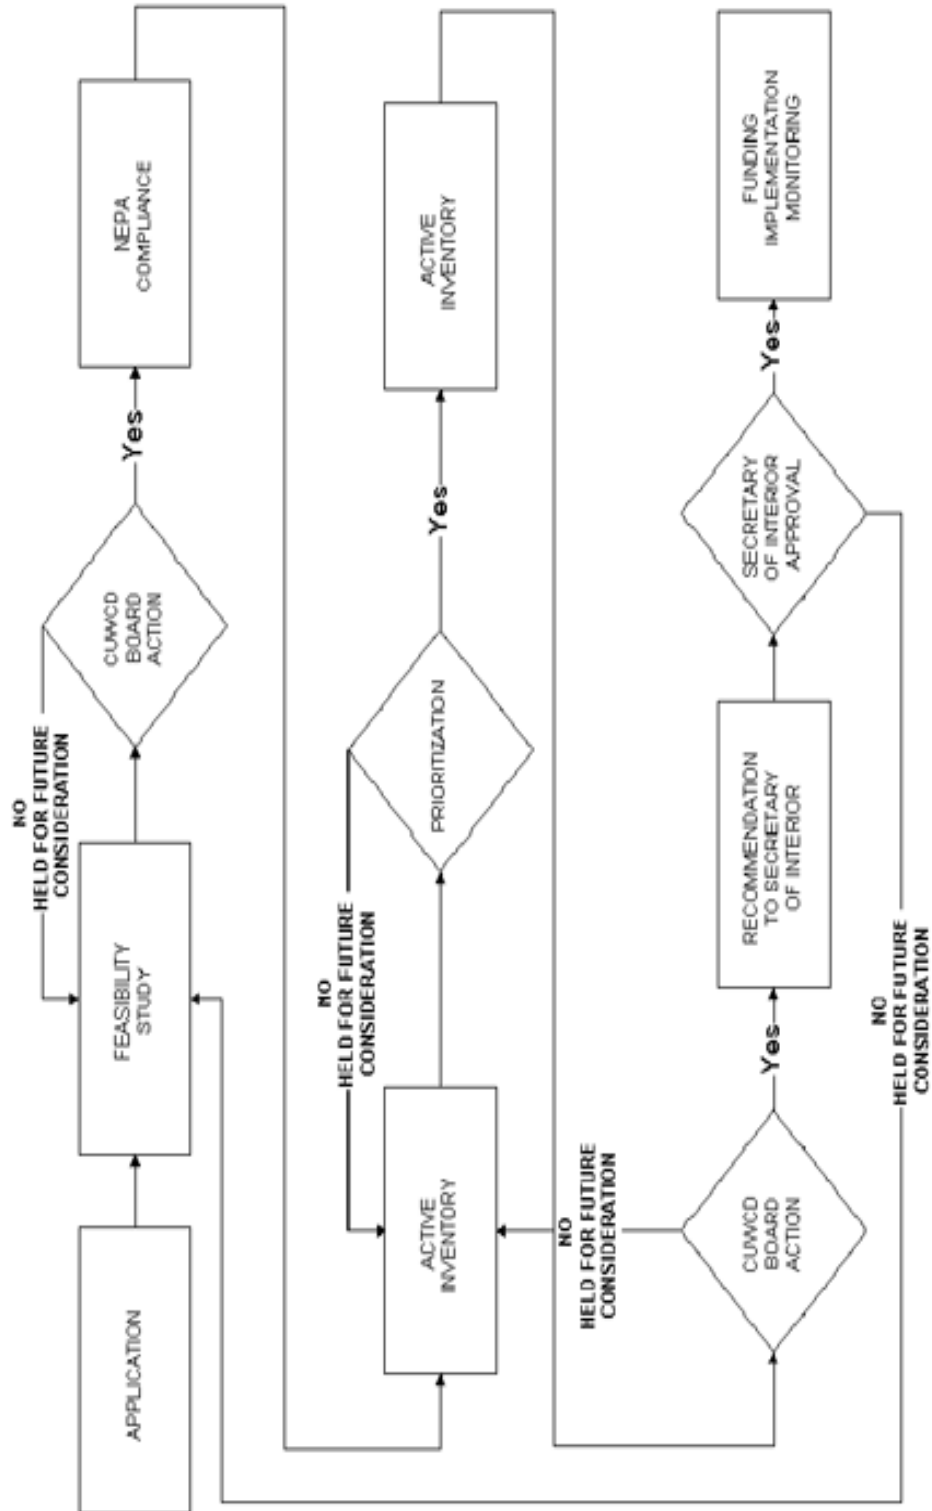 APPLICATION
FEASIBILITY
STUDY
NO
HELD FOR FUTURE
CONSIDERATION
CUWCD
BOARD
ACTION
Yes
NEPA
COMPLIANCE
ACTIVE
INVENTORY
NO
HELD FOR FUTURE
CONSIDERATION
PRIORITIZATION
Yes
ACTIVE
INVENTORY
NO
HELD FOR FUTURE
CONSIDERATION
CUWCD
BOARD
ACTION
Yes
RECOMMENDATION
TO SECRETARY
OF INTERIOR
SECRETARY
OF INTERIOR
APPROVAL
Yes
FUNDING
IMPLEMENTATION
MONITORING
NO
HELD FOR FUTURE
CONSIDERATION